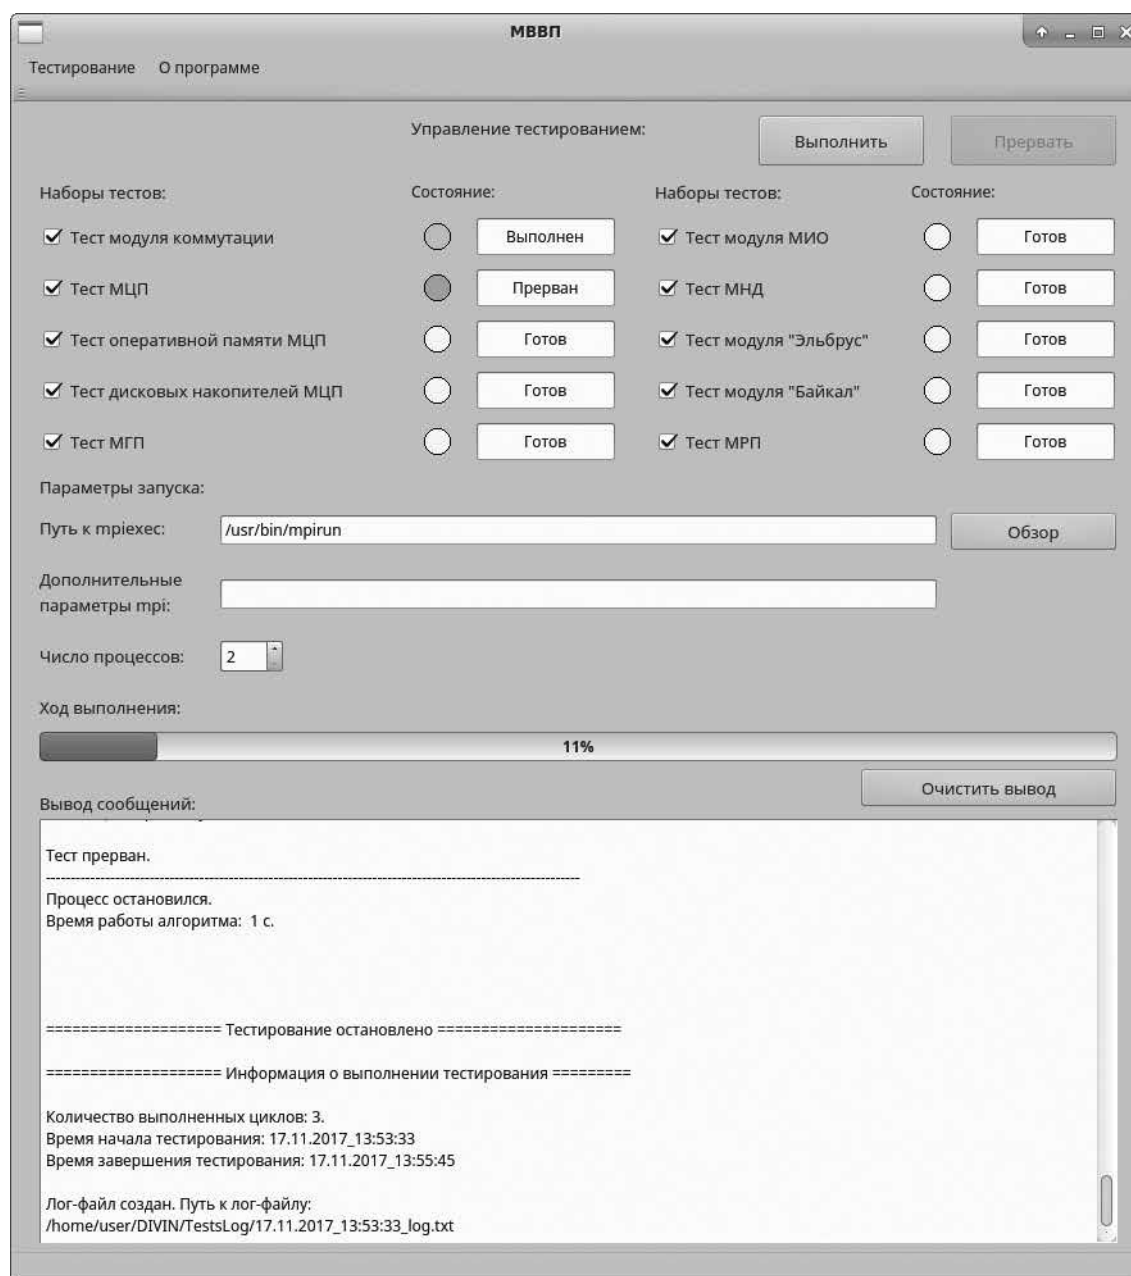 МВВП
Тестирование О программе
Управление тестированием: Выполнить Прервать
Наборы тестов: Состояние: Наборы тестов: Состояние:
Тест модуля коммутации Выполнен Тест модуля МИО Готов
Тест МЦП Прерван Тест МНД Готов
Тест оперативной памяти МЦП Готов Тест модуля "Эльбрус" Готов
Тест дисковых накопителей МЦП Готов Тест модуля "Байкал" Готов
Тест МГП Готов Тест МРП Готов
Параметры запуска:
Путь к mpiexec: /usr/bin/mpirun Обзор
Дополнительные
параметры mpi:
Число процессов: 2
Ход выполнения:
11%
Очистить вывод
Вывод сообщений:
Тест прерван.
Процесс остановился.
Время работы алгоритма: 1 с.
==================== Тестирование остановлено =====================
==================== Информация о выполнении тестирования =========
Количество выполненных циклов: 3.
Время начала тестирования: 17.11.2017_13:53:33
Время завершения тестирования: 17.11.2017_13:55:45
Лог-файл создан. Путь к лог-файлу:
/home/user/DIVIN/TestsLog/17.11.2017_13:53:33_log.txt